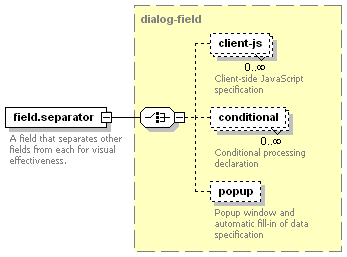 dialog-field
client-js
0..∞
Client-side JavaScript
specification
field.separator
A field that separates other
fields from each for visual
effectiveness.
conditional
0..∞
Conditional processing
declaration
popup
Popup window and
automatic fill-in of data
specification